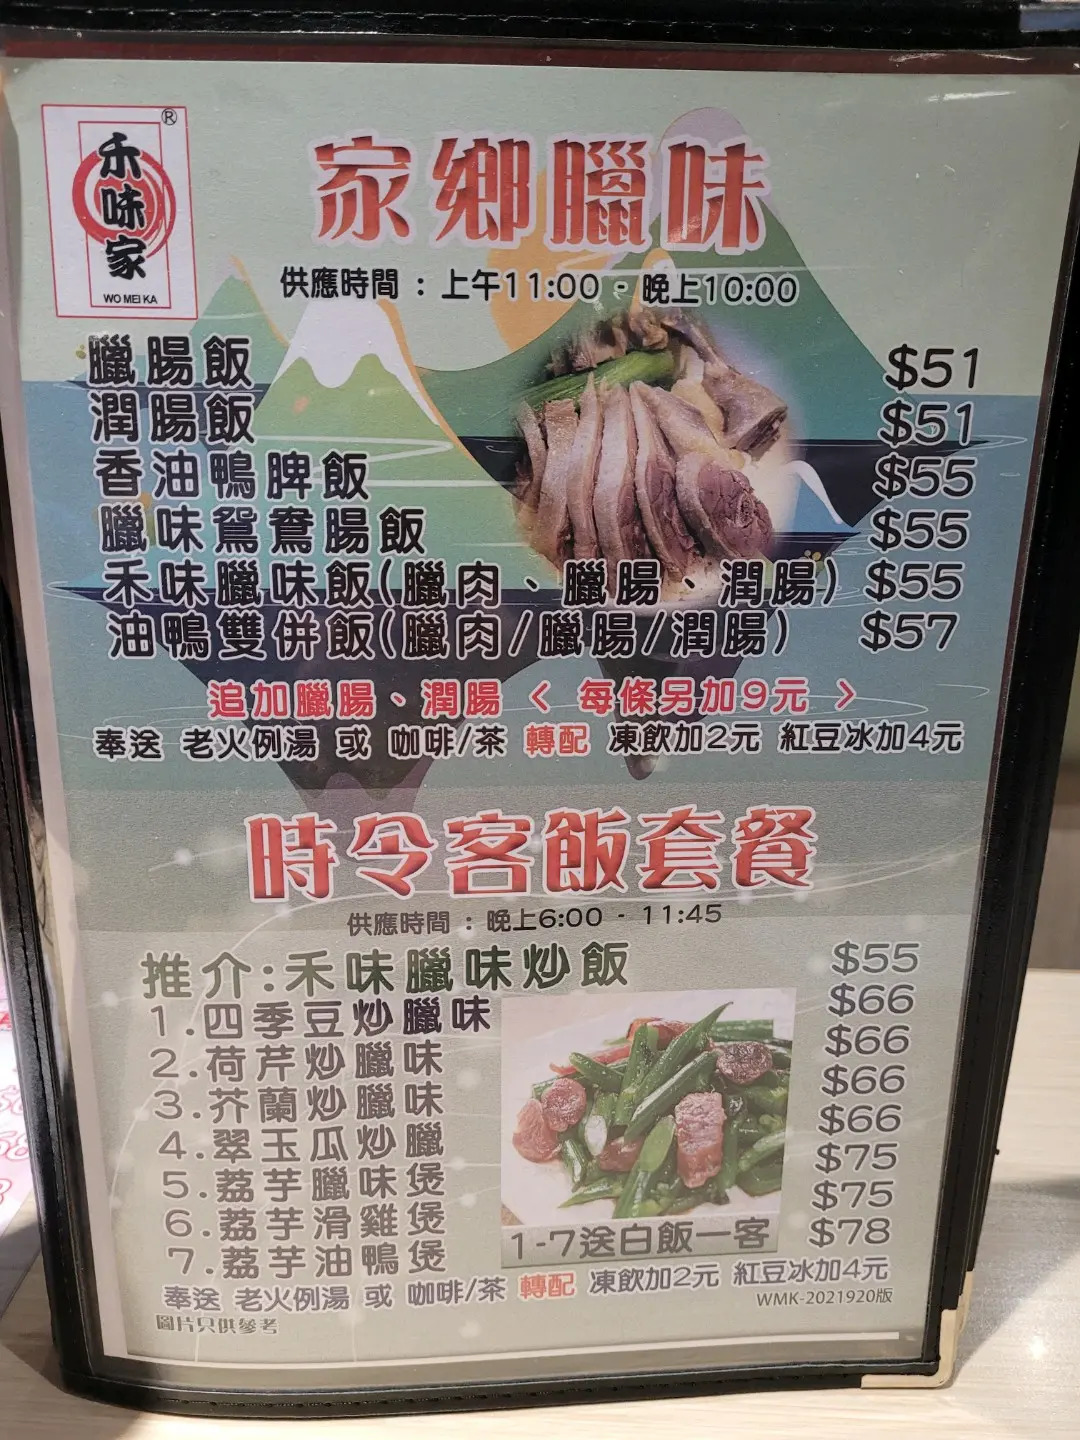 禾味家
®
WO MEI KA
家鄉臘味
供應時間：上午11:00 - 晚上10:00
臘腸飯 $51
潤腸飯 $51
香油鴨脾飯 $55
臘味鴛鴦腸飯 $55
禾味臘味飯(臘肉、臘腸、潤腸) $55
油鴨雙併飯(臘肉/臘腸/潤腸) $57
追加臘腸、潤腸 < 每條另加9元 >
奉送 老火例湯 或 咖啡/茶 轉配 凍飲加2元 紅豆冰加4元
時令客飯套餐
供應時間：晚上6:00 - 11:45
推介:禾味臘味炒飯 $55
1.四季豆炒臘味 $66
2.荷芹炒臘味 $66
3.芥蘭炒臘味 $66
4.翠玉瓜炒臘 $66
5.荔芋臘味煲 $75
6.荔芋滑雞煲 $75
7.荔芋油鴨煲 $78
1-7送白飯一客
奉送 老火例湯 或 咖啡/茶 轉配 凍飲加2元 紅豆冰加4元
WMK-2021920版
圖片只供參考